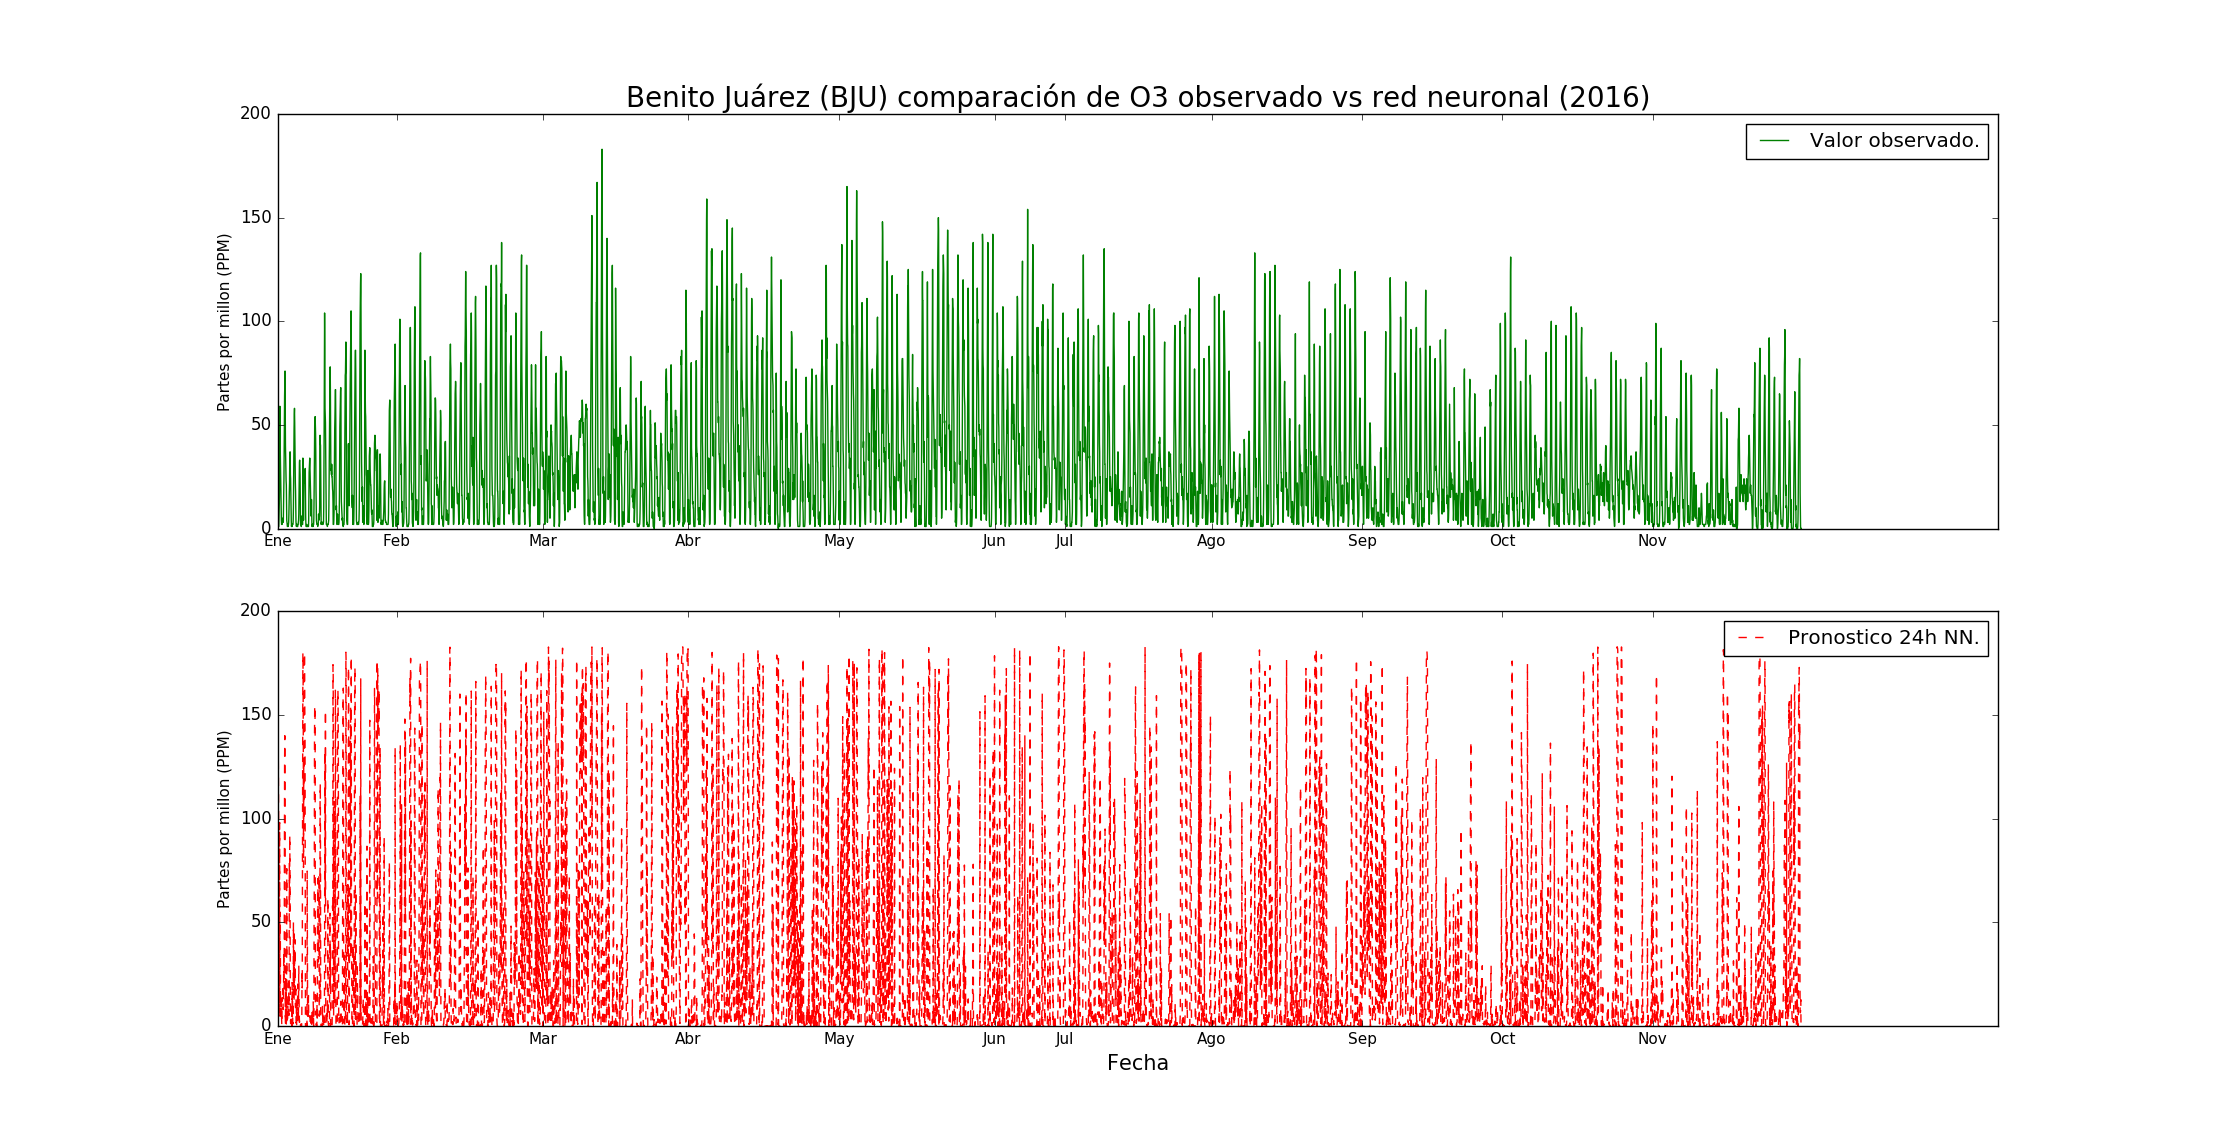 Benito Juárez (BJU) comparación de O3 observado vs red neuronal (2016)
200
150
100
50
0
Partes por millon (PPM)
Valor observado.
Ene Feb Mar Abr May Jun Jul Ago Sep Oct Nov
200
150
100
50
0
Partes por millon (PPM)
Pronostico 24h NN.
Ene Feb Mar Abr May Jun Jul Ago Sep Oct Nov
Fecha